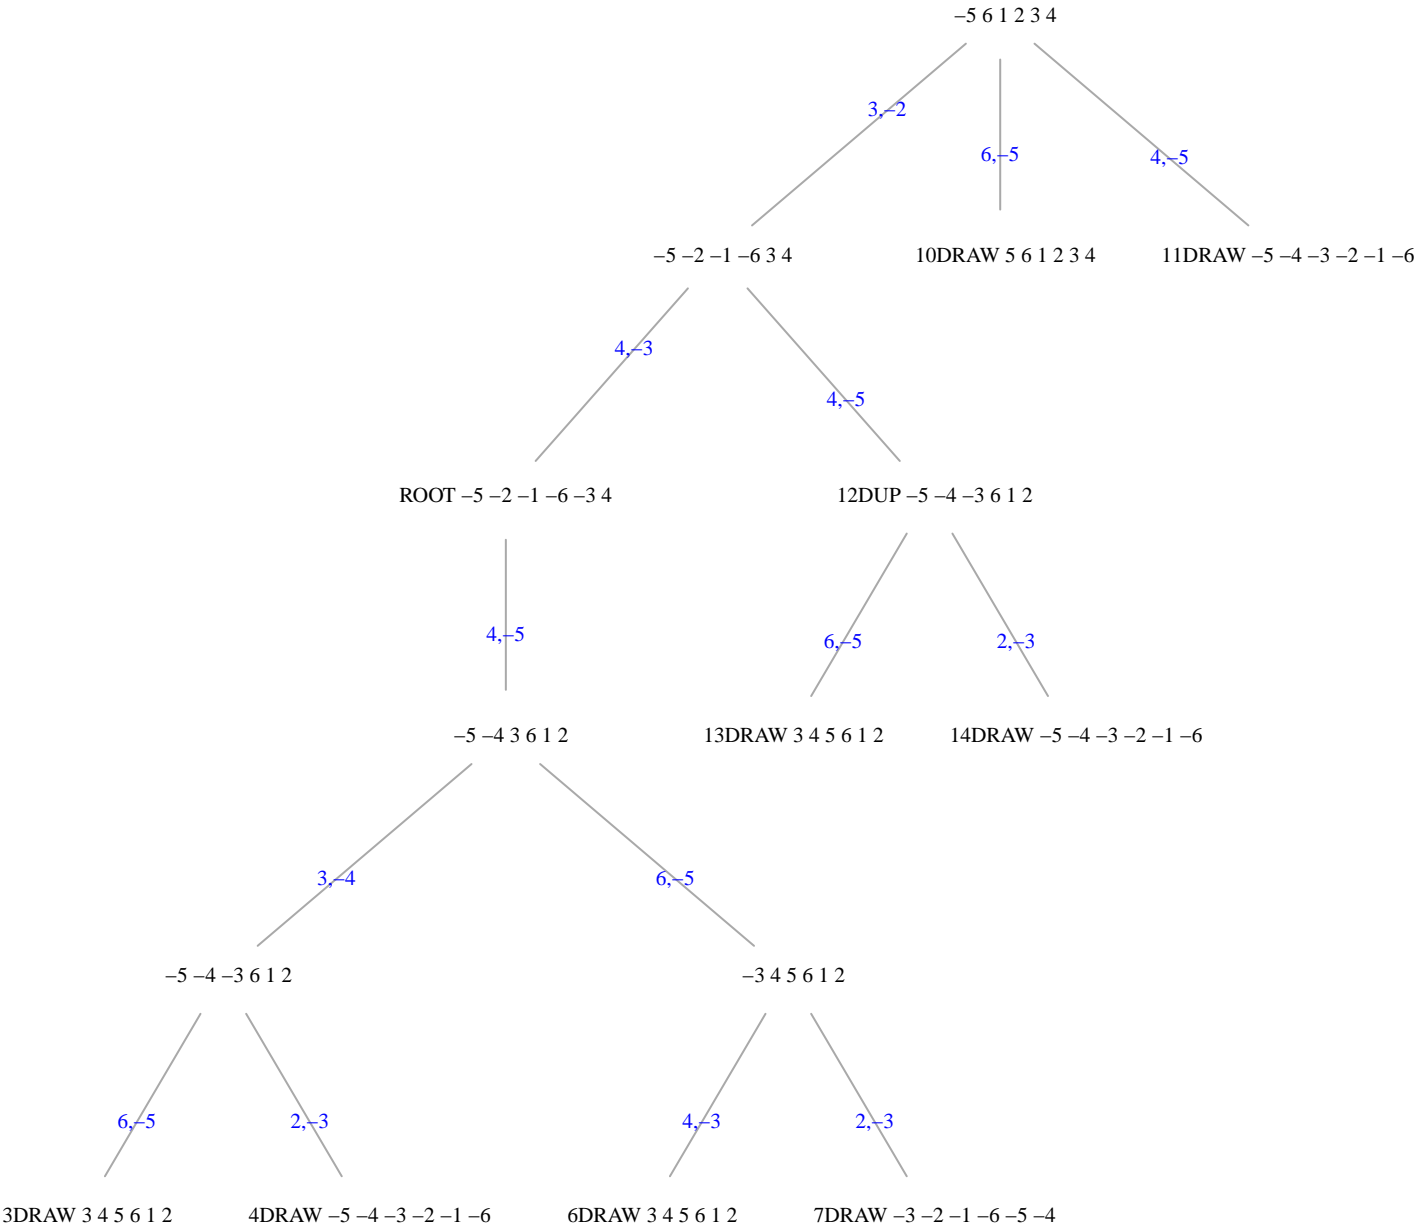 –5 6 1 2 3 4
3,–2
6,–5
4,–5
–5 –2 –1 –6 3 4
10DRAW 5 6 1 2 3 4
11DRAW –5 –4 –3 –2 –1 –6
4,–3
4,–5
ROOT –5 –2 –1 –6 –3 4
12DUP –5 –4 –3 6 1 2
4,–5
6,–5
2,–3
–5 –4 3 6 1 2
13DRAW 3 4 5 6 1 2
14DRAW –5 –4 –3 –2 –1 –6
3,–4
6,–5
–5 –4 –3 6 1 2
–3 4 5 6 1 2
6,–5
2,–3
4,–3
2,–3
3DRAW 3 4 5 6 1 2
4DRAW –5 –4 –3 –2 –1 –6
6DRAW 3 4 5 6 1 2
7DRAW –3 –2 –1 –6 –5 –4